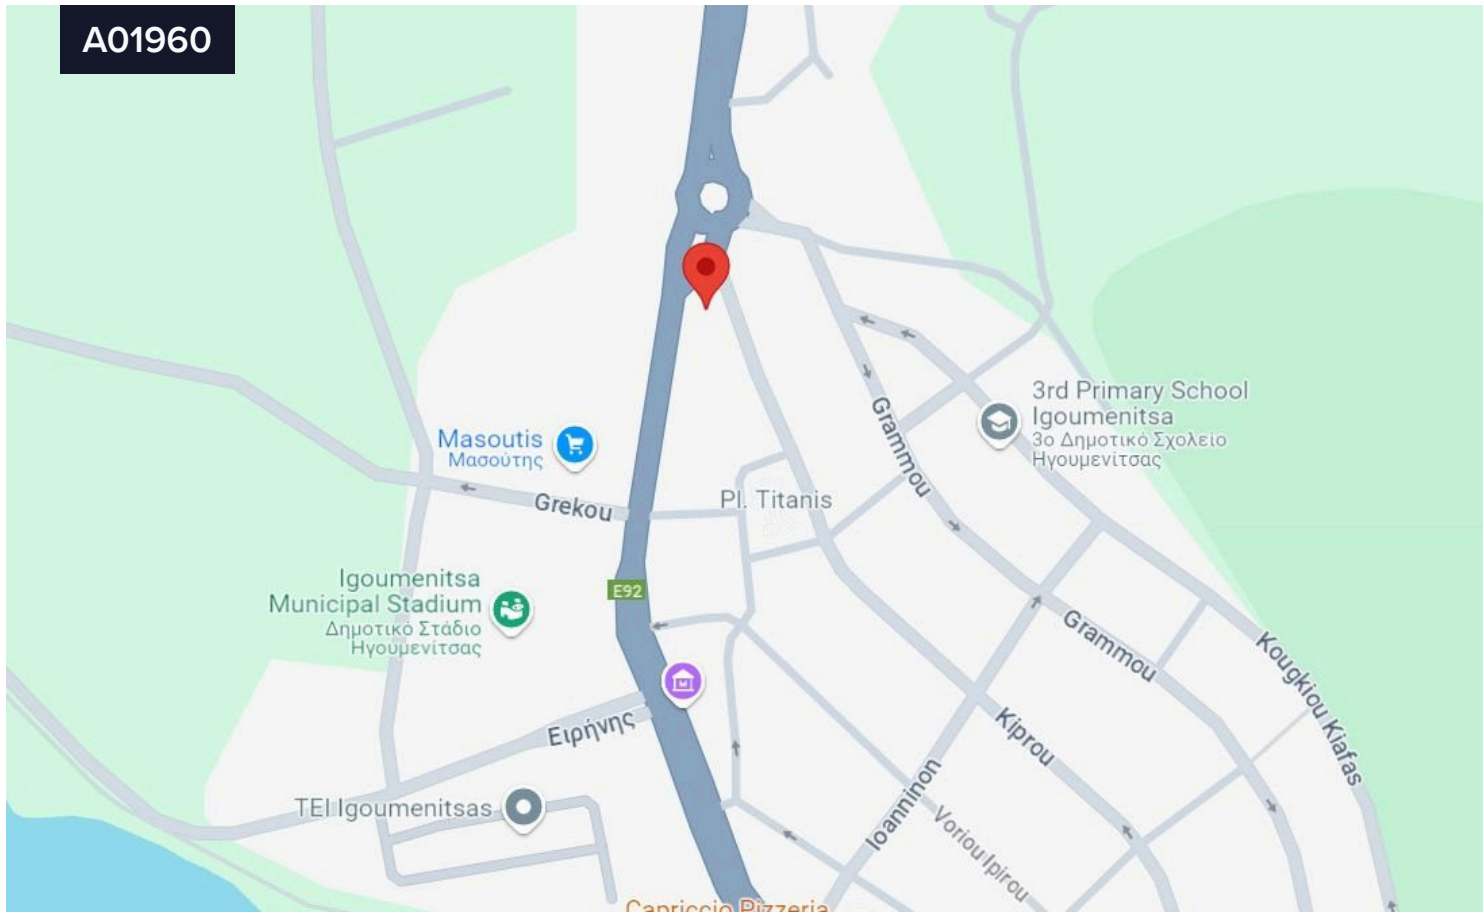 A01960
3rd Primary School
Igoumenitsa
3ο Δημοτικό Σχολείο
Ηγουμενίτσας
Masoutis
Μασούτης
Grammou
Grekou
Pl. Titanis
Igoumenitsa
Municipal Stadium
Δημοτικό Στάδιο
Ηγουμενίτσας
E92
Grammou
Kougkiou Kiafas
Ειρήνης
Kiprou
Ioanninon
TEI Igoumenitsas
Voriou Ipirou
Capriccio Pizzeria